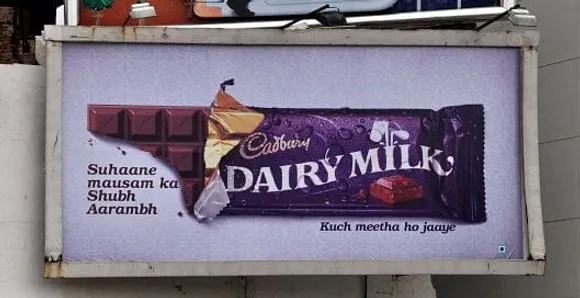 Cadbury
DAIRY MILK
Suhaane
mausam ka
Shubh
Aarambh
Kuch meetha ho jaaye